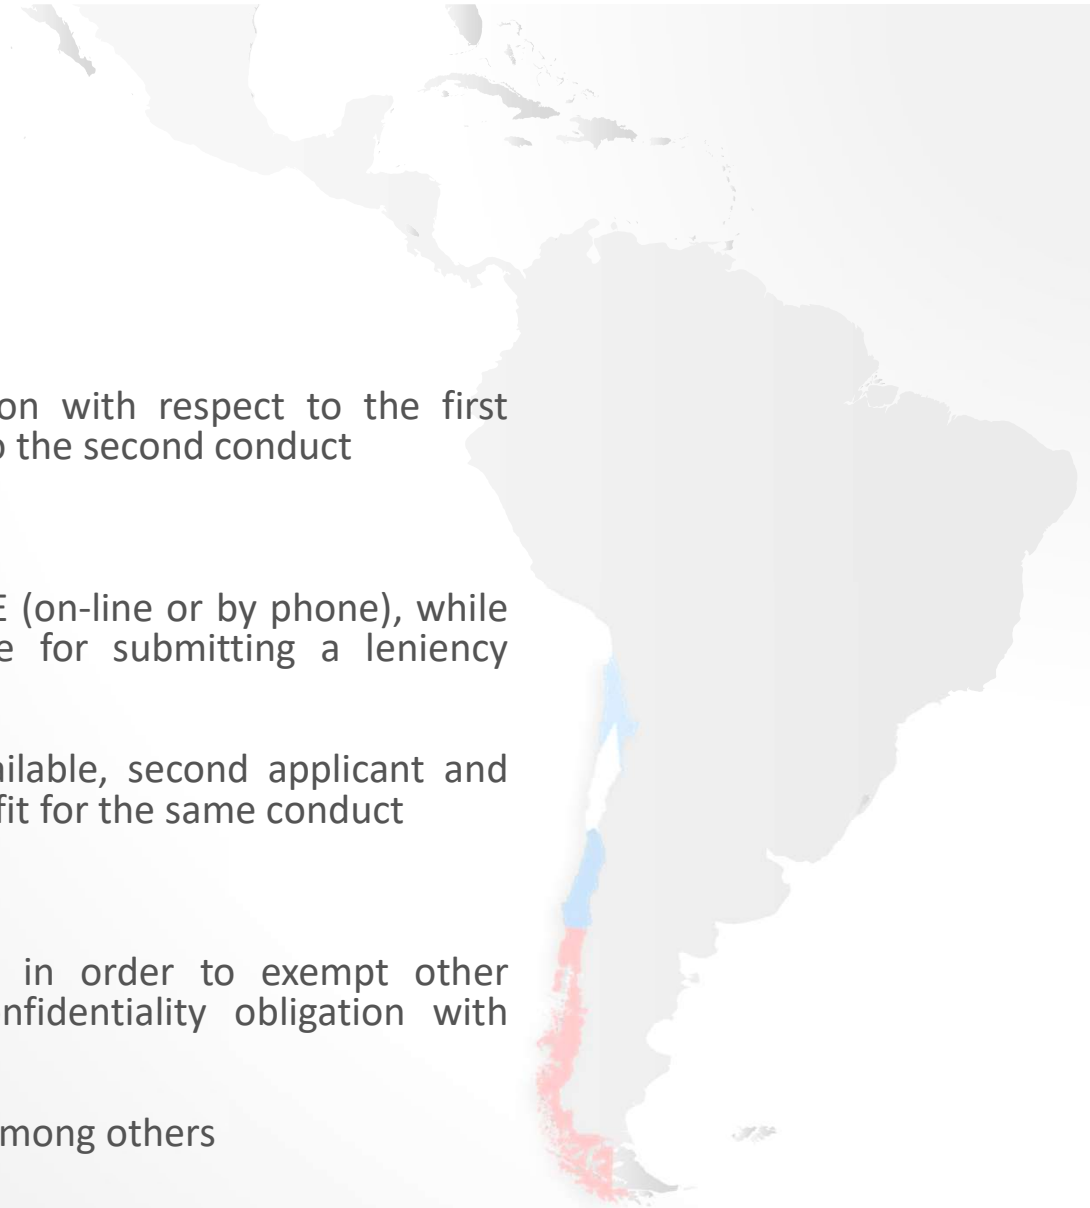 on with respect to the first
o the second conduct
E (on-line or by phone), while
e for submitting a leniency
ailable, second applicant and
fit for the same conduct
in order to exempt other
nfidentiality obligation with
mong others